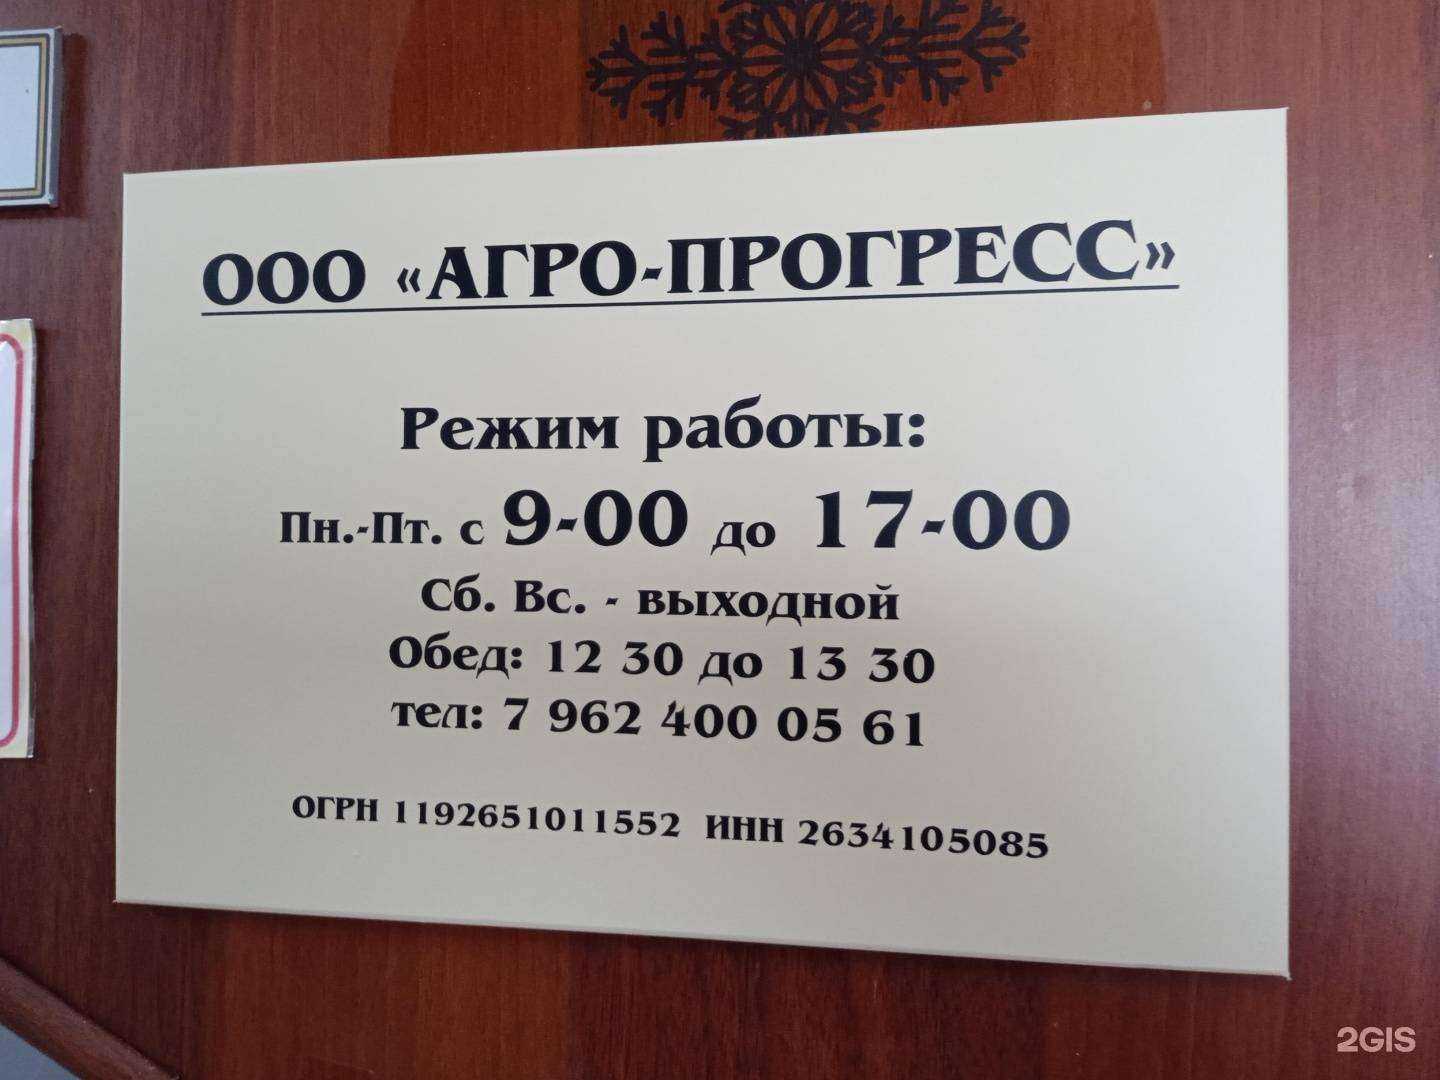 ООО «АГРО-ПРОГРЕСС»
Режим работы:
Пн.-Пт. с 9-00 до 17-00
Сб. Вс. - выходной
Обед: 12 30 до 13 30
тел: 7 962 400 05 61
ОГРН 1192651011552 ИНН 2634105085
2GIS